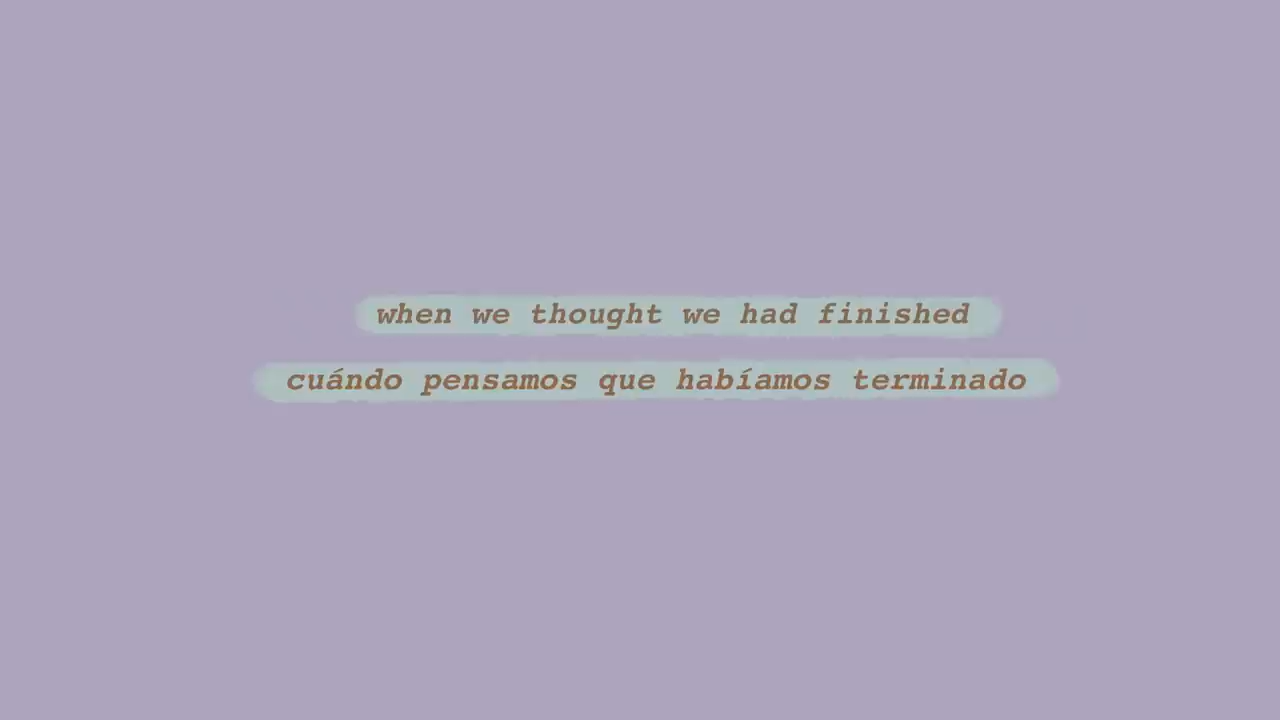 when we thought we had finished
cuándo pensamos que habíamos terminado